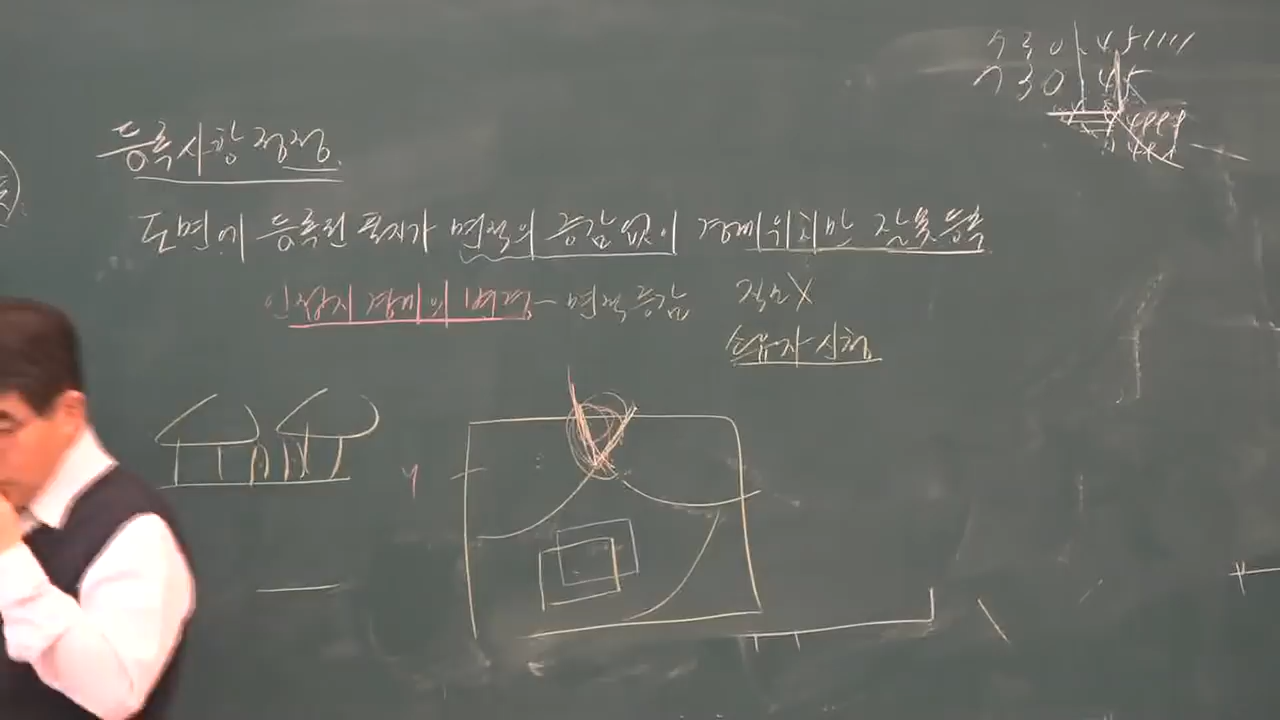 등록사항 정정.
도면에 등록된 필지가 면적의 증감 없이 경계위치만 잘못등록
인접지 경계의 변경 - 면적 증감 직권X
소유자 신청